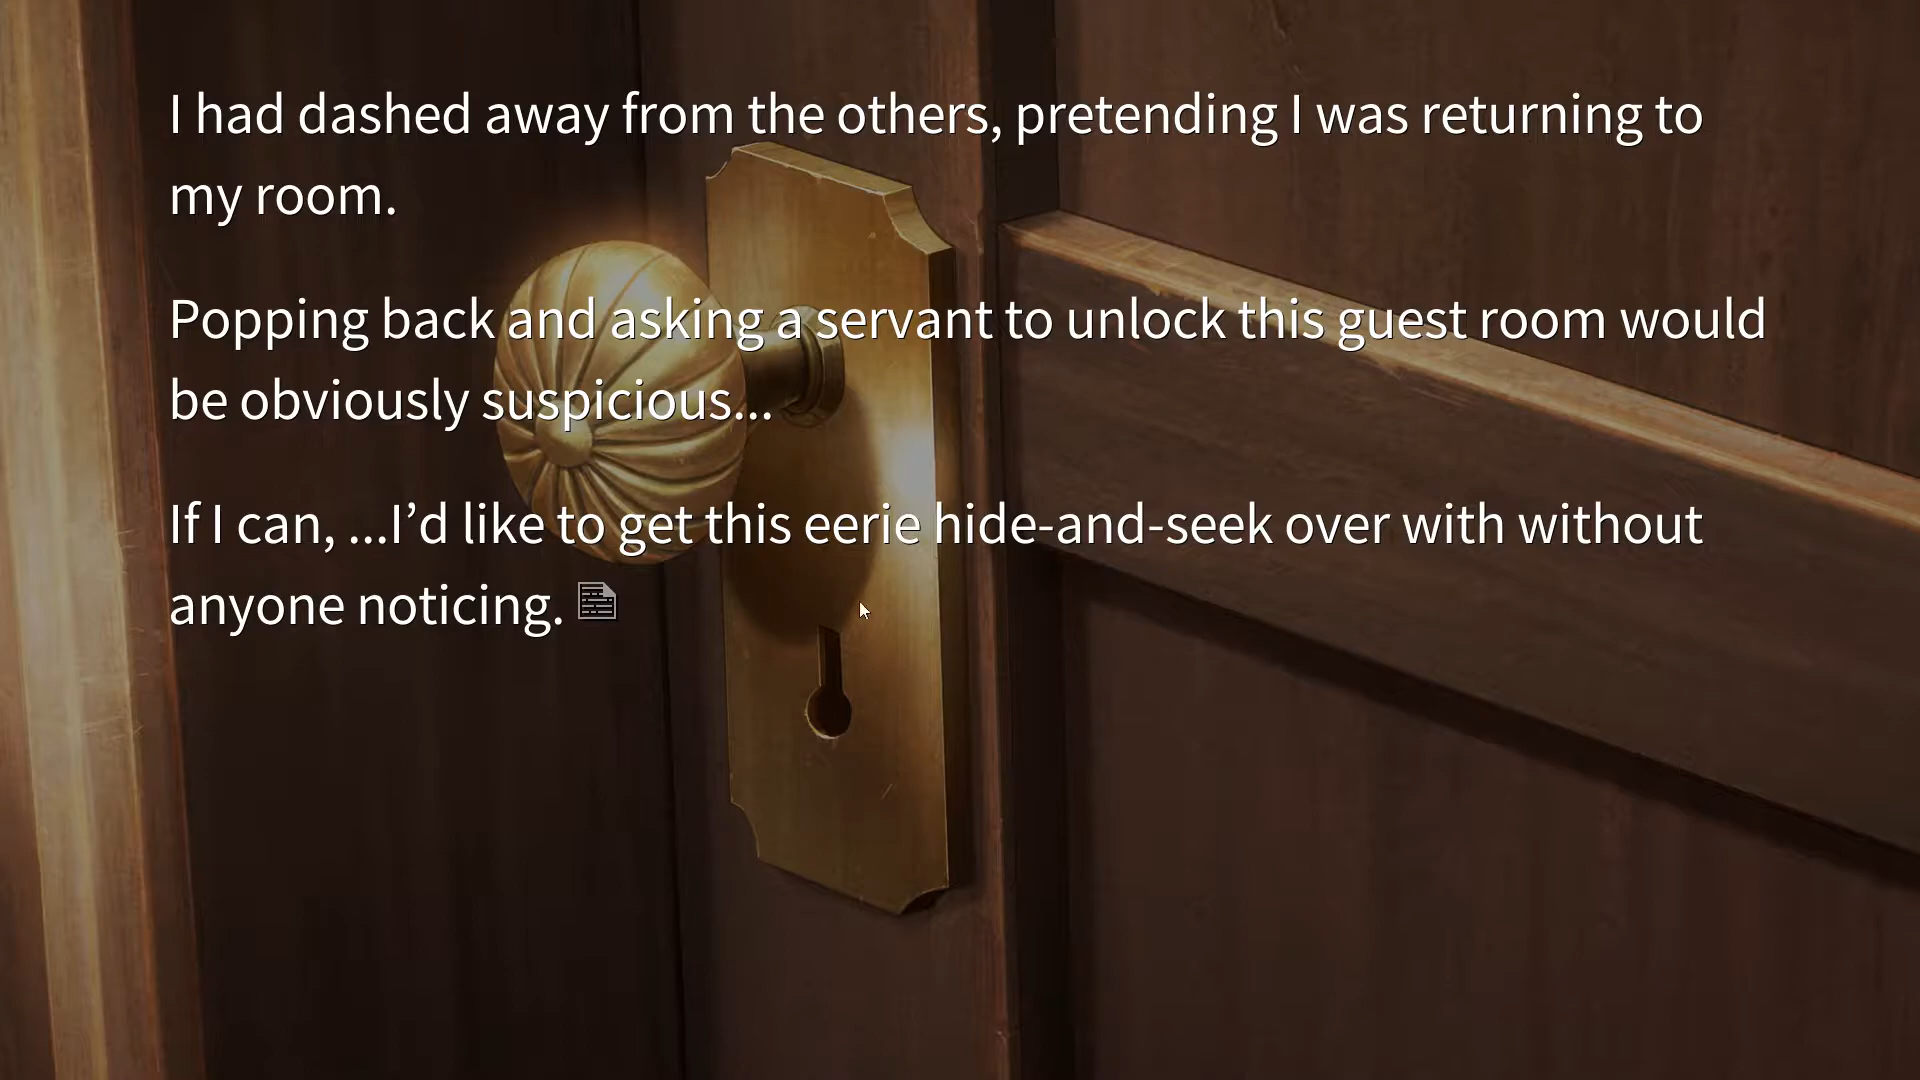 I had dashed away from the others, pretending I was returning to
my room.
Popping back and asking a servant to unlock this guest room would
be obviously suspicious...
If I can, ...I’d like to get this eerie hide-and-seek over with without
anyone noticing.